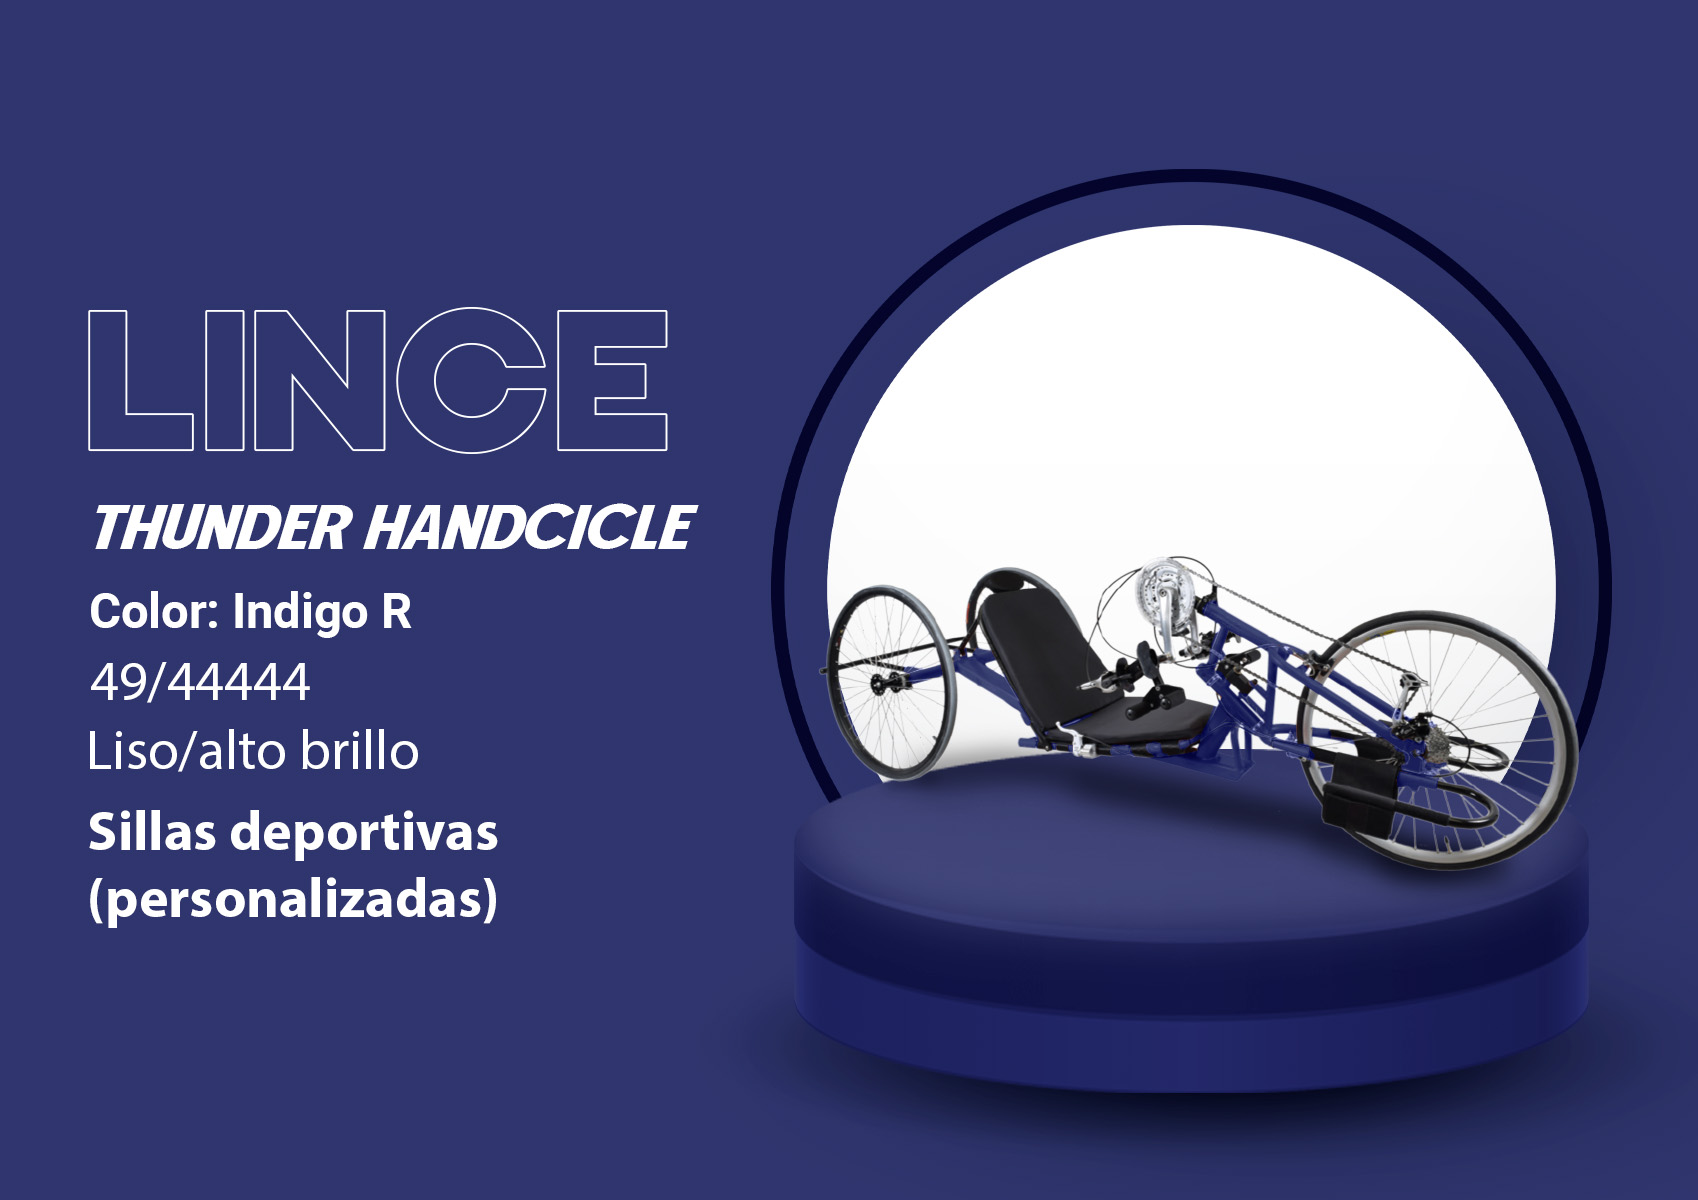 LINCE
THUNDER HANDCICLE
Color: Indigo R
49/44444
Liso/alto brillo
Sillas deportivas
(personalizadas)